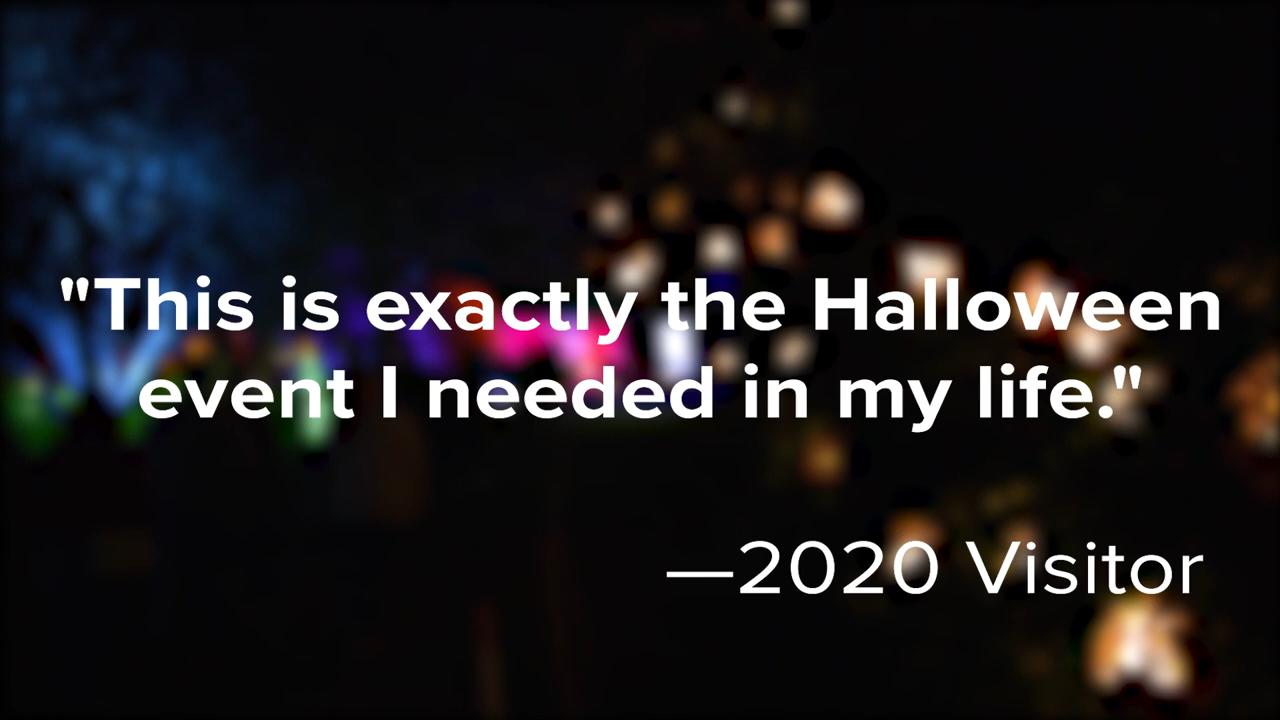 "This is exactly the Halloween
event I needed in my life."
—2020 Visitor